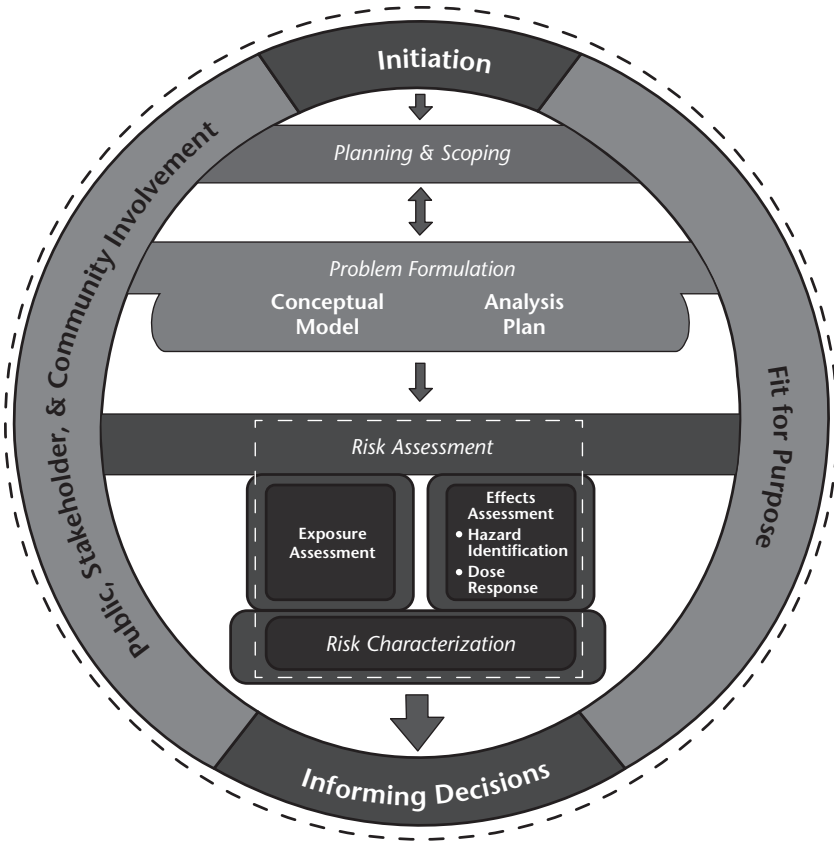 Initiation
Public, Stakeholder, & Community Involvement
Fit for Purpose
Planning & Scoping
Problem Formulation
Conceptual
Model
Analysis
Plan
Risk Assessment
Exposure
Assessment
Effects
Assessment
• Hazard
Identification
• Dose
Response
Risk Characterization
Informing Decisions